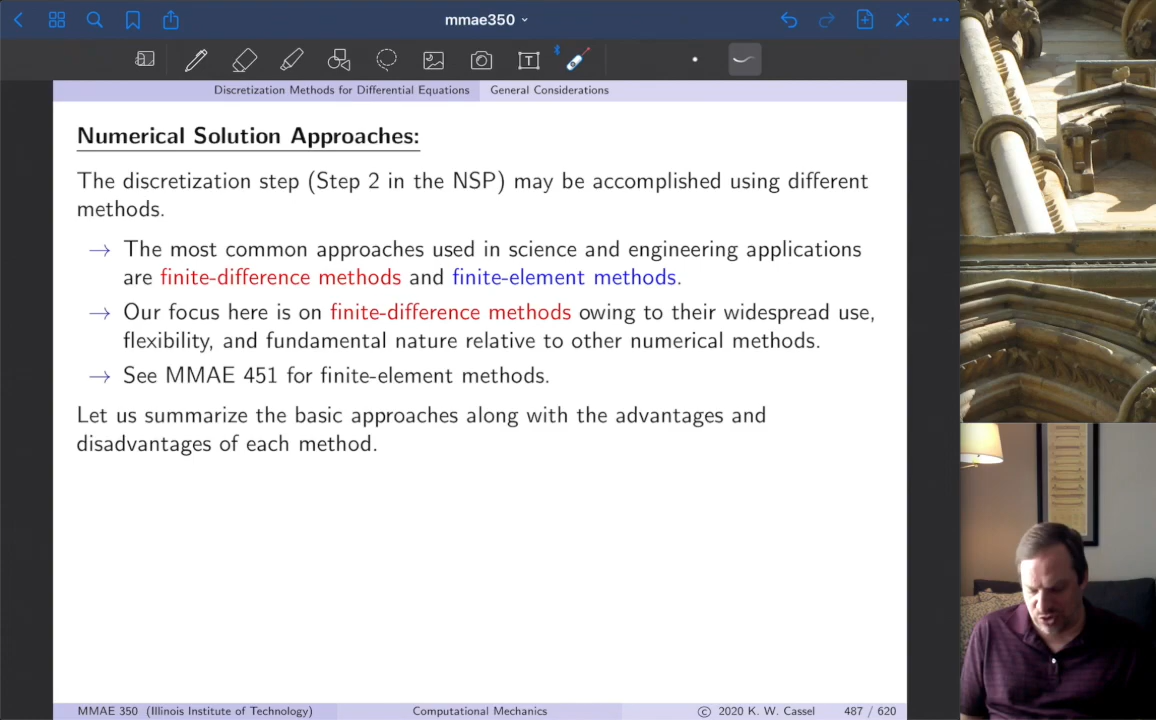 mmae350
T
Discretization Methods for Differential Equations General Considerations
Numerical Solution Approaches:
The discretization step (Step 2 in the NSP) may be accomplished using different
methods.
→ The most common approaches used in science and engineering applications
are finite-difference methods and finite-element methods.
→ Our focus here is on finite-difference methods owing to their widespread use,
flexibility, and fundamental nature relative to other numerical methods.
→ See MMAE 451 for finite-element methods.
Let us summarize the basic approaches along with the advantages and
disadvantages of each method.
MMAE 350 (Illinois Institute of Technology) Computational Mechanics © 2020 K. W. Cassel 487 / 620